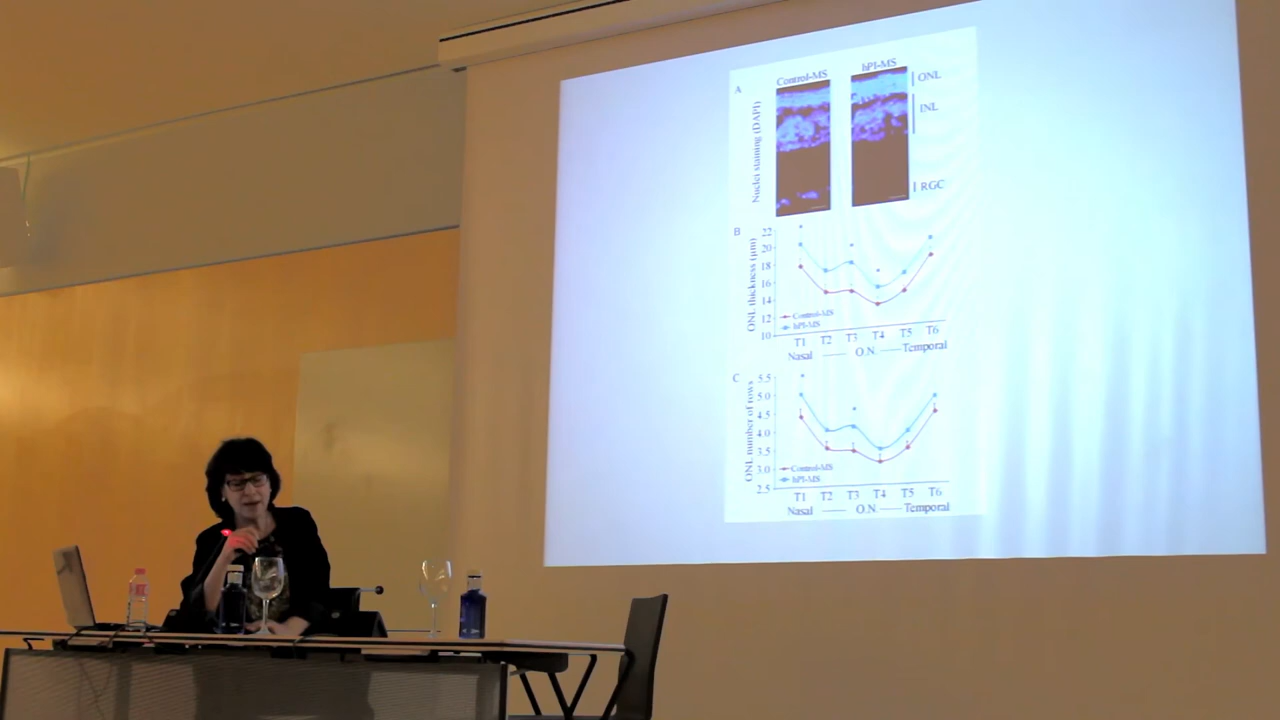 A
Control-MS
hPI-MS
Nuclei staining (DAPI)
ONL
INL
RGC
B
ONL thickness (μm)
22
20
18
16
14
12
10
Control-MS
hPI-MS
T1 T2 T3 T4 T5 T6
Nasal O.N. Temporal
C
ONL number of rows
5.5
5.0
4.5
4.0
3.5
3.0
2.5
Control-MS
hPI-MS
T1 T2 T3 T4 T5 T6
Nasal O.N. Temporal